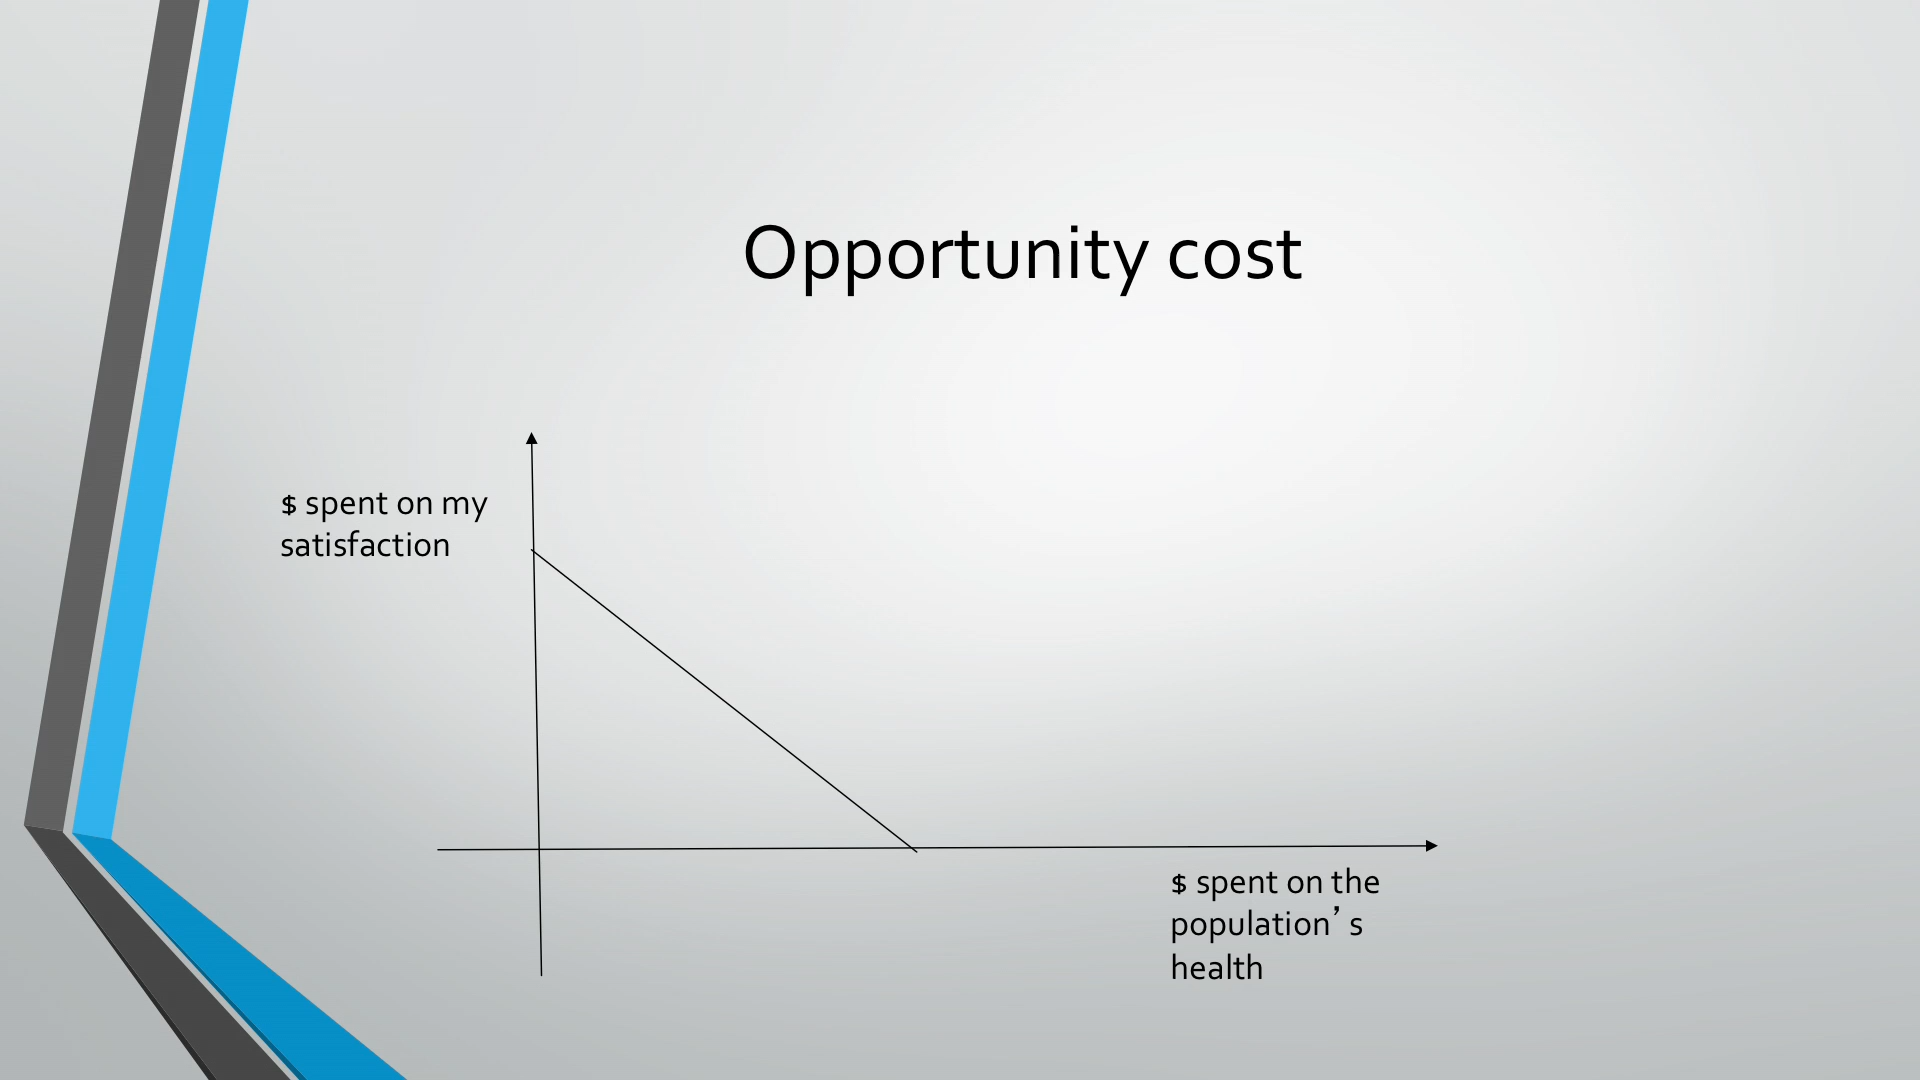 Opportunity cost
$ spent on my
satisfaction
$ spent on the
population’s
health